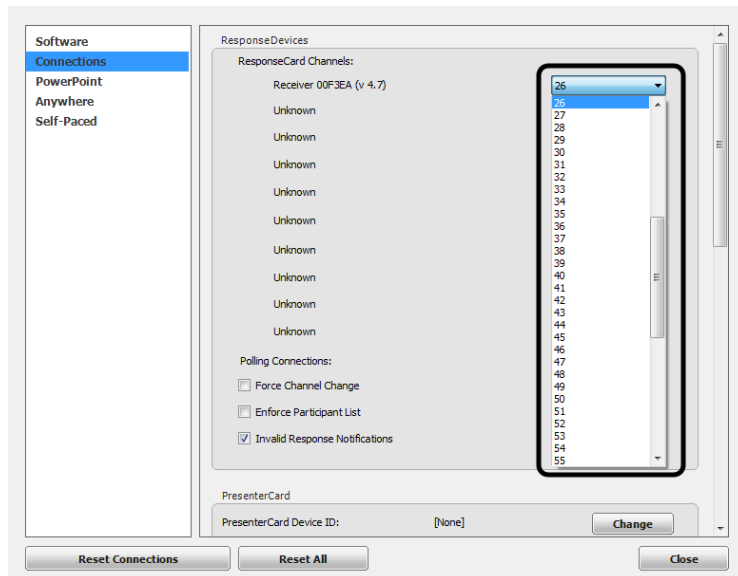 Software
Connections
PowerPoint
Anywhere
Self-Paced
ResponseDevices
ResponseCard Channels:
Receiver 00F3EA (v 4.7)
26
Unknown
Unknown
Unknown
Unknown
Unknown
Unknown
Unknown
Unknown
Unknown
26
27
28
29
30
31
32
33
34
35
36
37
38
39
40
41
42
43
44
45
46
47
48
49
50
51
52
53
54
55
Polling Connections:
Force Channel Change
Enforce Participant List
Invalid Response Notifications
PresenterCard
PresenterCard Device ID: [None] Change
Reset Connections Reset All Close